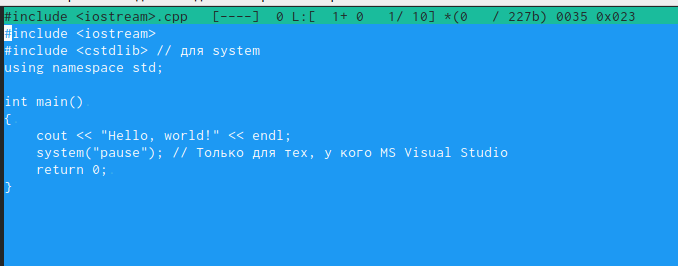 #include <iostream>.cpp   [----]  0 L:[  1+ 0   1/ 10] *(0   / 227b) 0035 0x023
#include <iostream>
#include <cstdlib> // для system
using namespace std;

int main()
{
    cout << "Hello, world!" << endl;
    system("pause"); // Только для тех, у кого MS Visual Studio
    return 0;
}